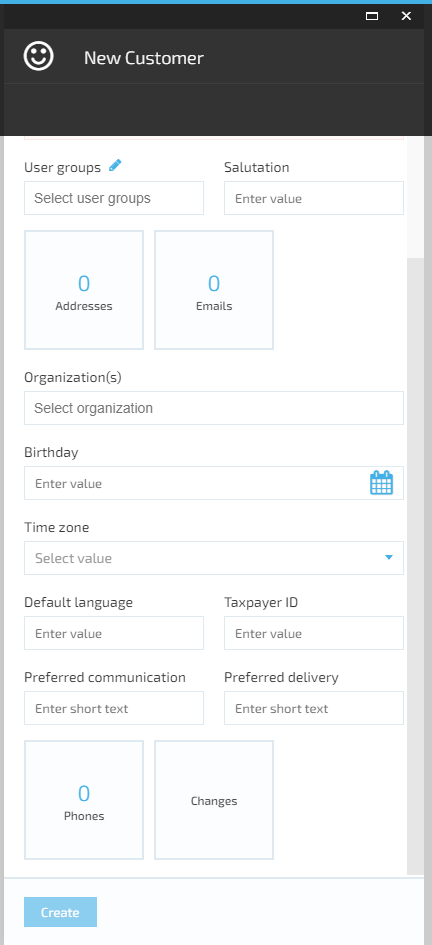 New Customer
User groups
Salutation
Select user groups
Enter value
0
Addresses
0
Emails
Organization(s)
Select organization
Birthday
Enter value
Time zone
Select value
Default language
Taxpayer ID
Enter value
Enter value
Preferred communication
Preferred delivery
Enter short text
Enter short text
0
Phones
Changes
Create